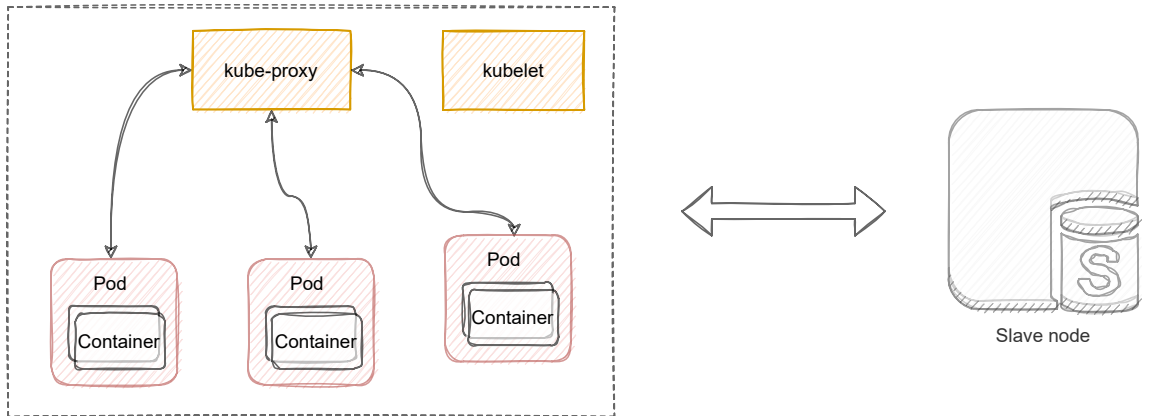 kube-proxy
kubelet
Pod
Container
Pod
Container
Pod
Container
S
Slave node